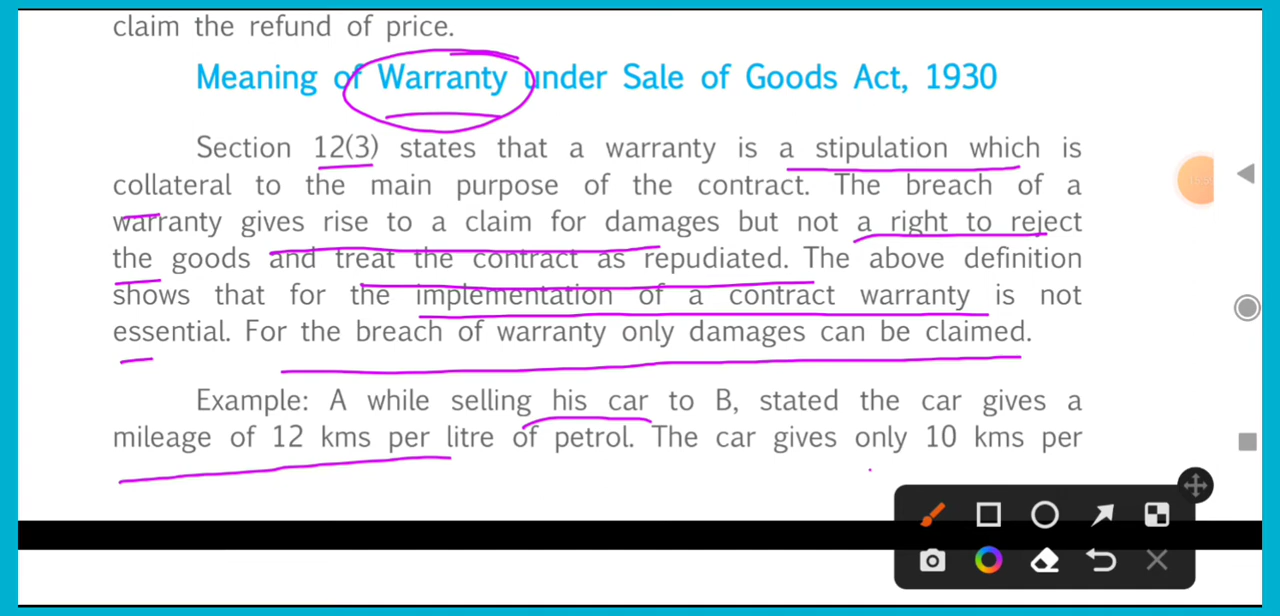 claim the refund of price.
Meaning of Warranty under Sale of Goods Act, 1930
Section 12(3) states that a warranty is a stipulation which is
collateral to the main purpose of the contract. The breach of a
warranty gives rise to a claim for damages but not a right to reject
the goods and treat the contract as repudiated. The above definition
shows that for the implementation of a contract warranty is not
essential. For the breach of warranty only damages can be claimed.
Example: A while selling his car to B, stated the car gives a
mileage of 12 kms per litre of petrol. The car gives only 10 kms per